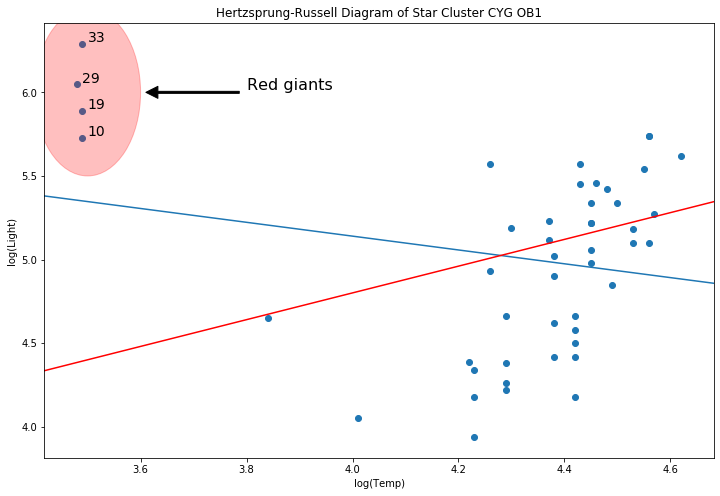 Hertzsprung-Russell Diagram of Star Cluster CYG OB1
33
29
19
10
Red giants
log(Light)
6.0
5.5
5.0
4.5
4.0
3.6 3.8 4.0 4.2 4.4 4.6
log(Temp)